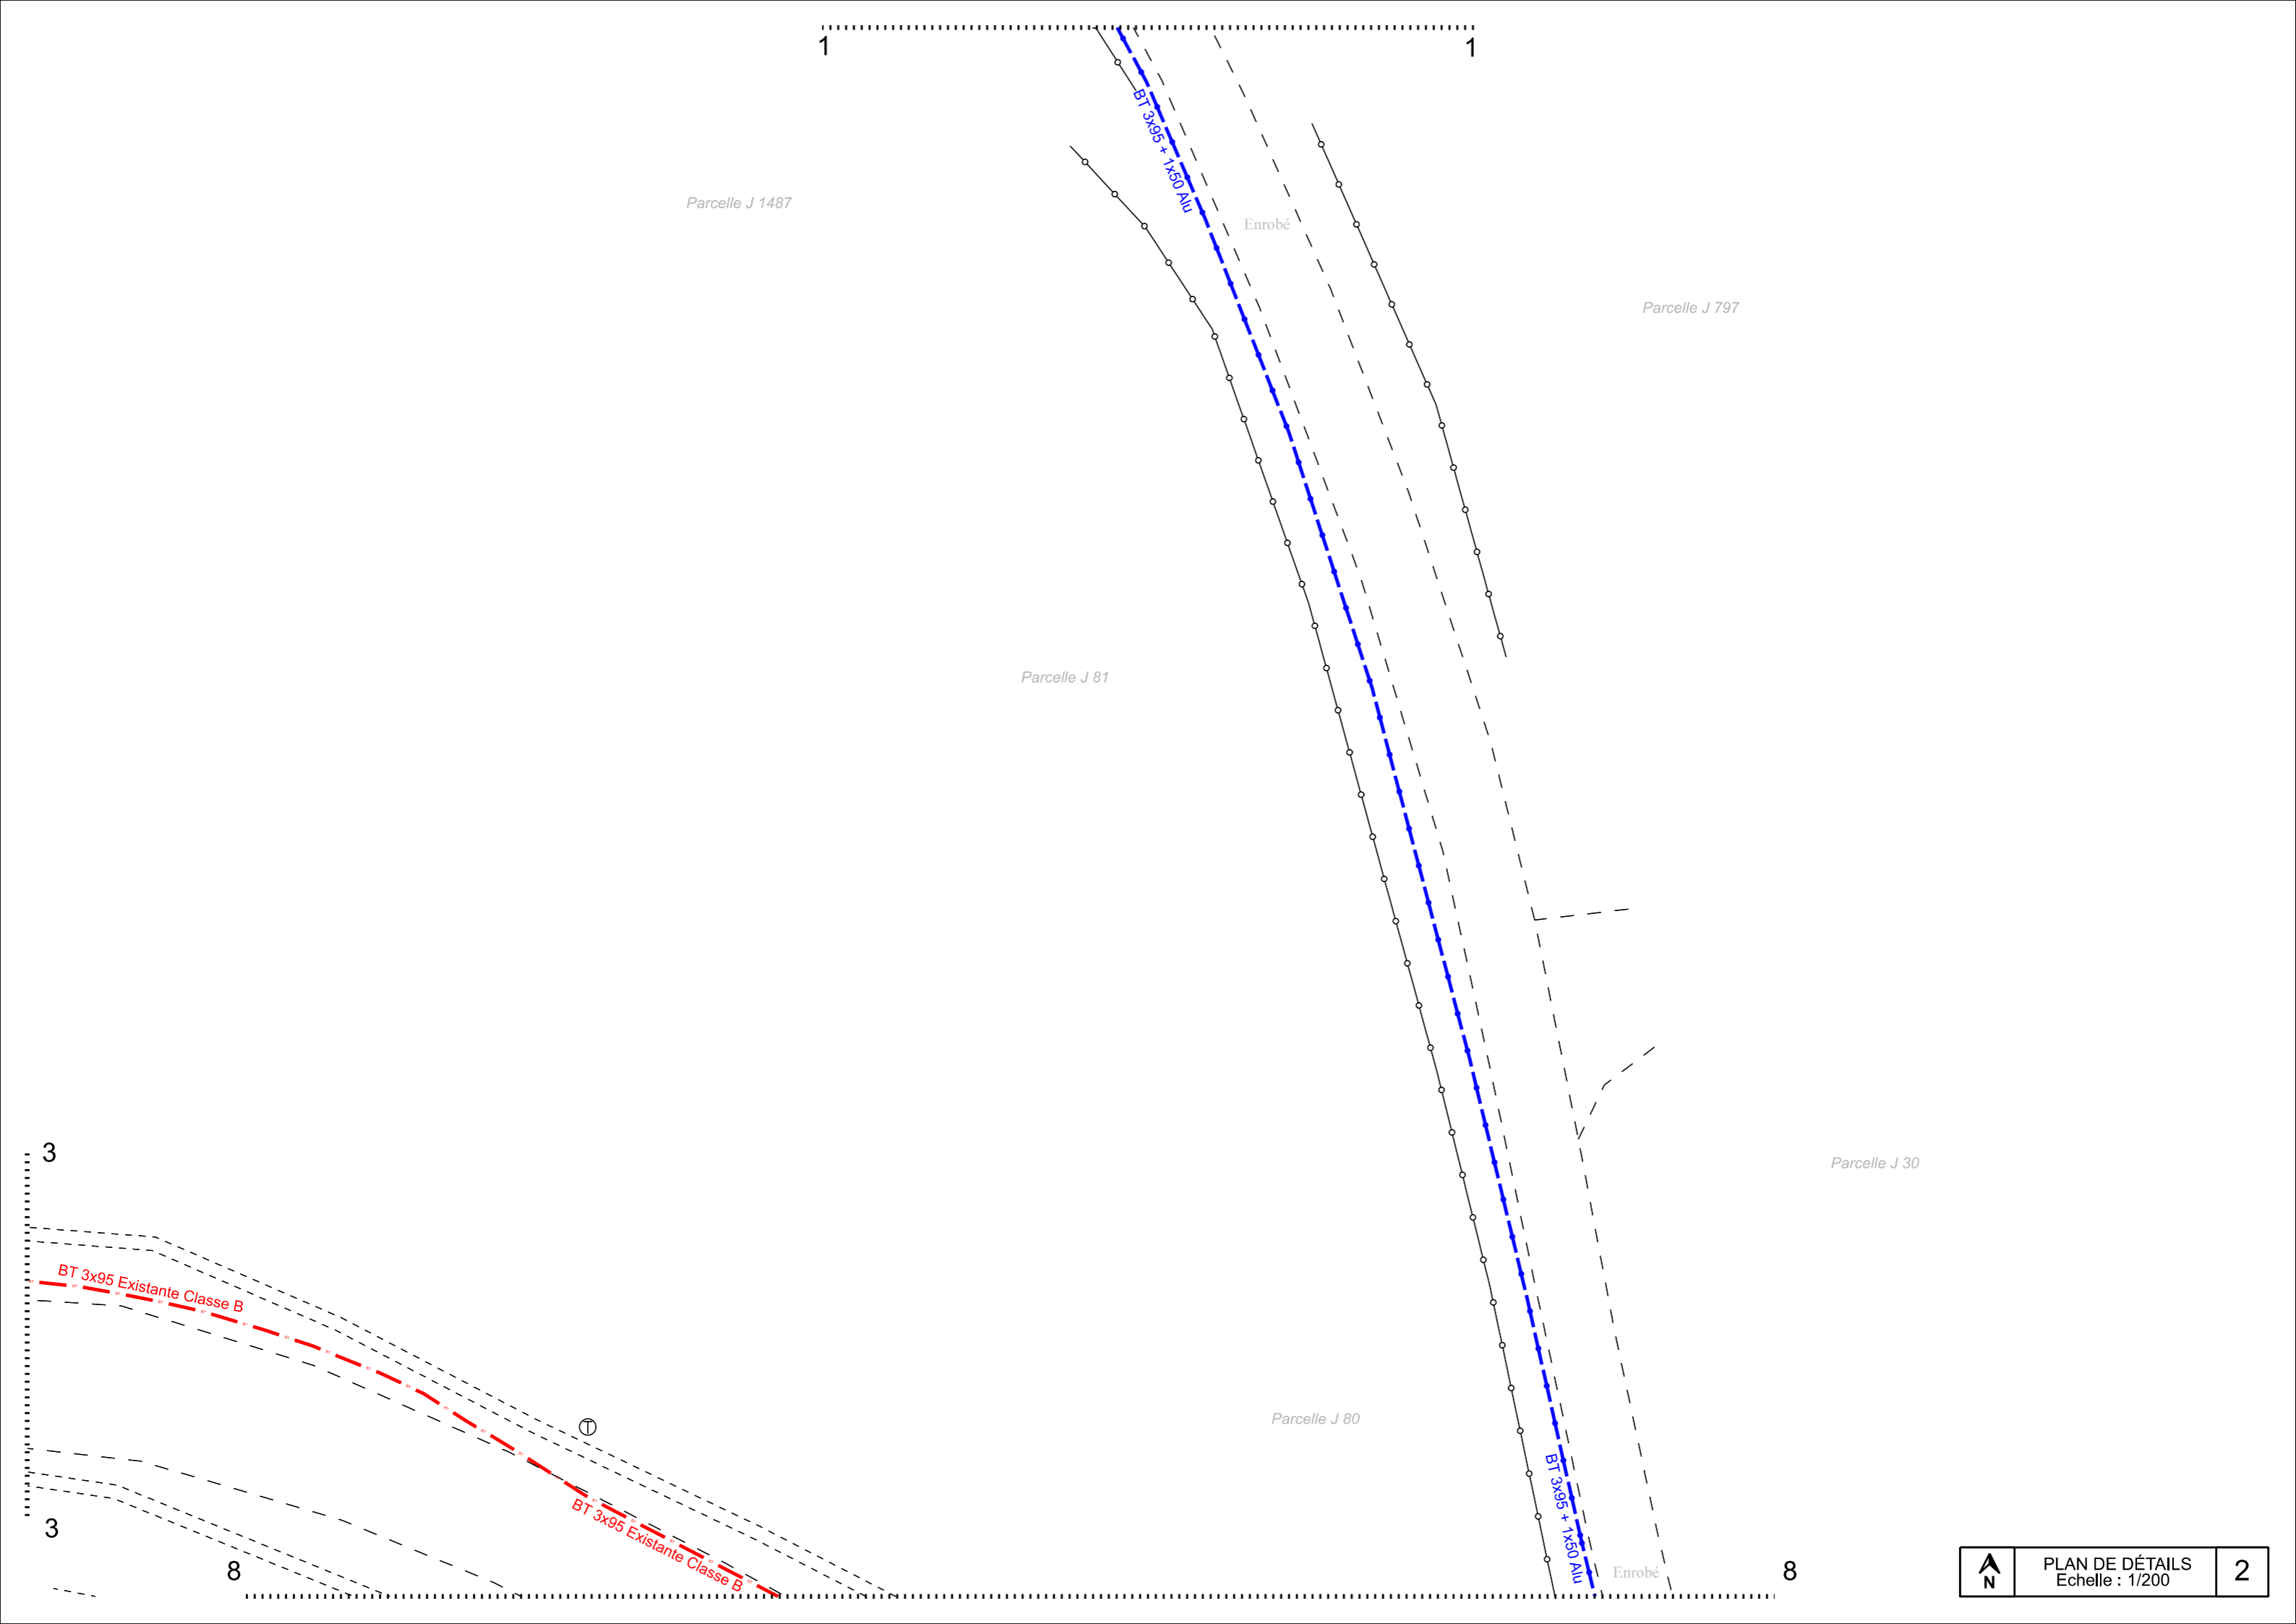 1
1
BT 3x95 + 1x50 Alu
Parcelle J 1487
Enrobé
Parcelle J 797
Parcelle J 81
3
Parcelle J 30
BT 3x95 Existante Classe B
T
Parcelle J 80
BT 3x95 Existante Classe B
BT 3x95 + 1x50 Alu
3
8
Enrobé
8
N
PLAN DE DÉTAILS
Echelle : 1/200
2